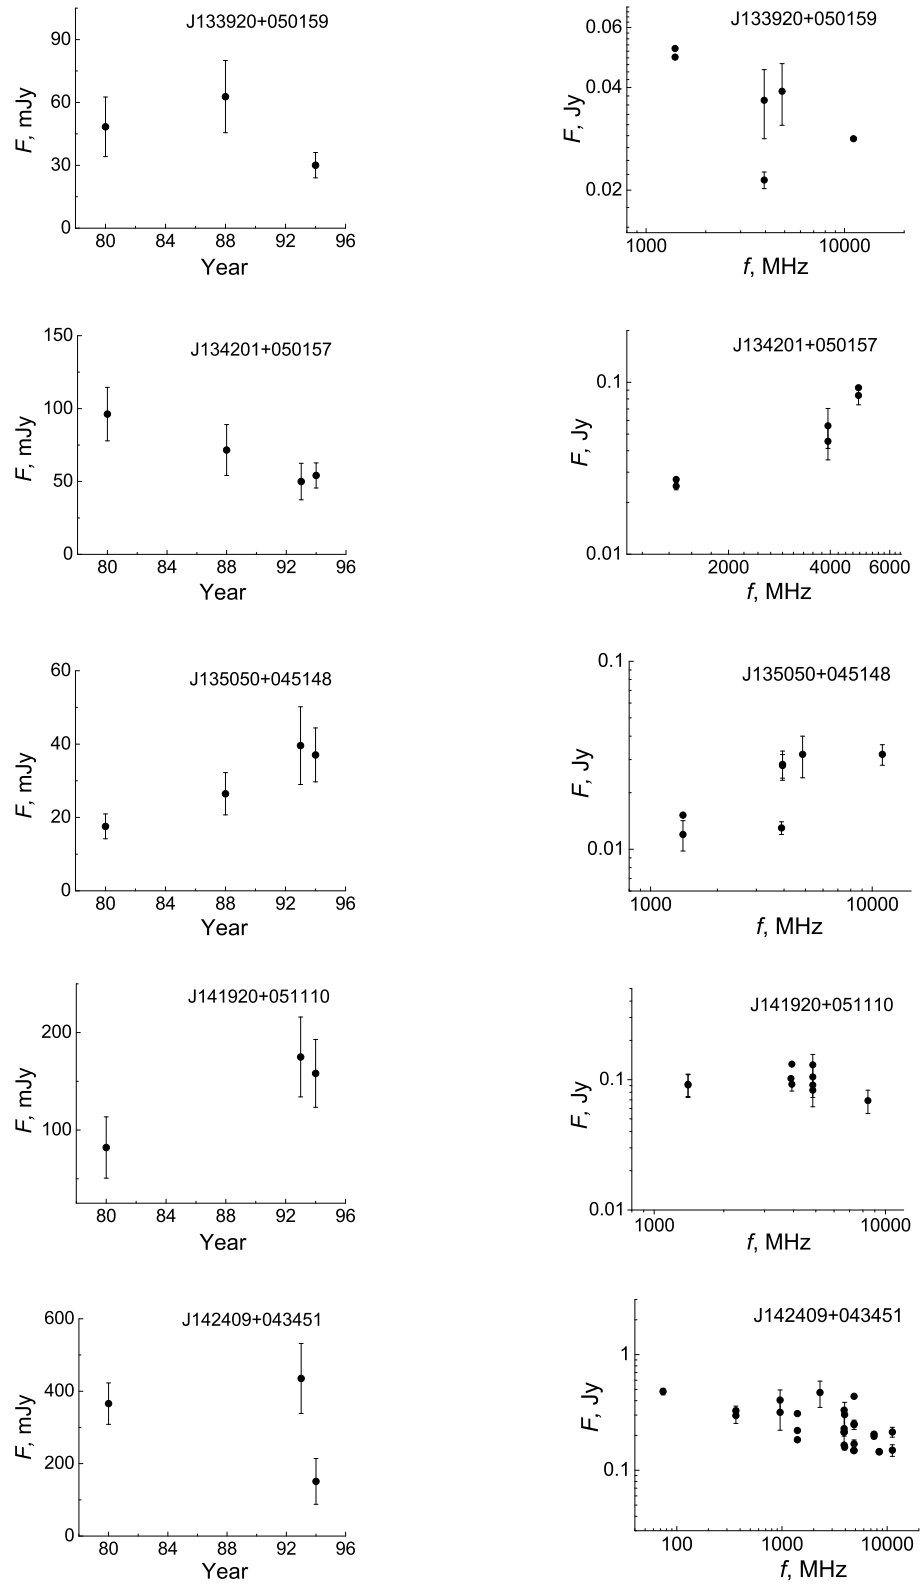 J133920+050159
90
60
30
0
F, mJy
80 84 88 92 96
Year
J133920+050159
0.06
0.04
0.02
F, Jy
1000 10000
f, MHz
J134201+050157
150
100
50
0
F, mJy
80 84 88 92 96
Year
J134201+050157
0.1
0.01
F, Jy
2000 4000 6000
f, MHz
J135050+045148
60
40
20
0
F, mJy
80 84 88 92 96
Year
J135050+045148
0.1
0.01
F, Jy
1000 10000
f, MHz
J141920+051110
200
100
F, mJy
80 84 88 92 96
Year
J141920+051110
0.1
0.01
F, Jy
1000 10000
f, MHz
J142409+043451
600
400
200
0
F, mJy
80 84 88 92 96
Year
J142409+043451
1
0.1
F, Jy
100 1000 10000
f, MHz